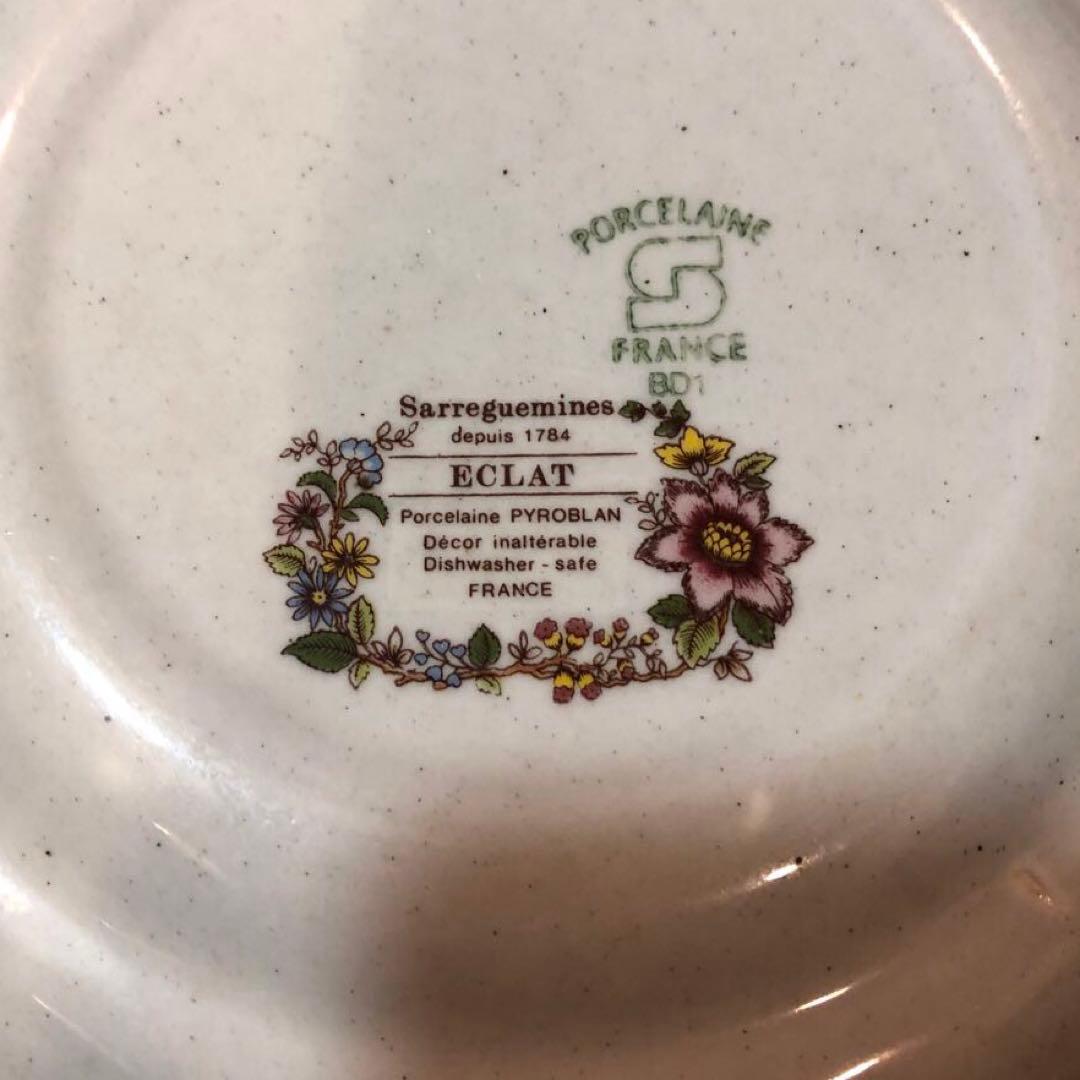 PORCELAINE
S
FRANCE
BD1
Sarreguemines
depuis 1784
ECLAT
Porcelaine PYROBLAN
Décor inaltérable
Dishwasher - safe
FRANCE